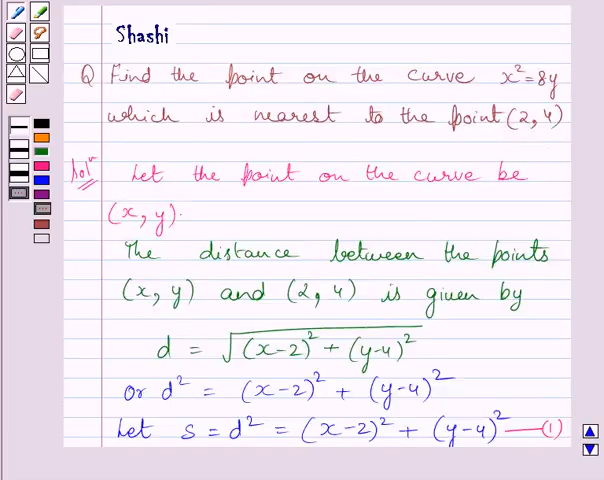 Shashi
Q Find the point on the curve x² = 8y
which is nearest to the point (2, 4)
Solⁿ Let the point on the curve be
(x, y).
The distance between the points
(x, y) and (2, 4) is given by
d = √((x-2)² + (y-4)²)
or d² = (x-2)² + (y-4)²
Let s = d² = (x-2)² + (y-4)² —(1)